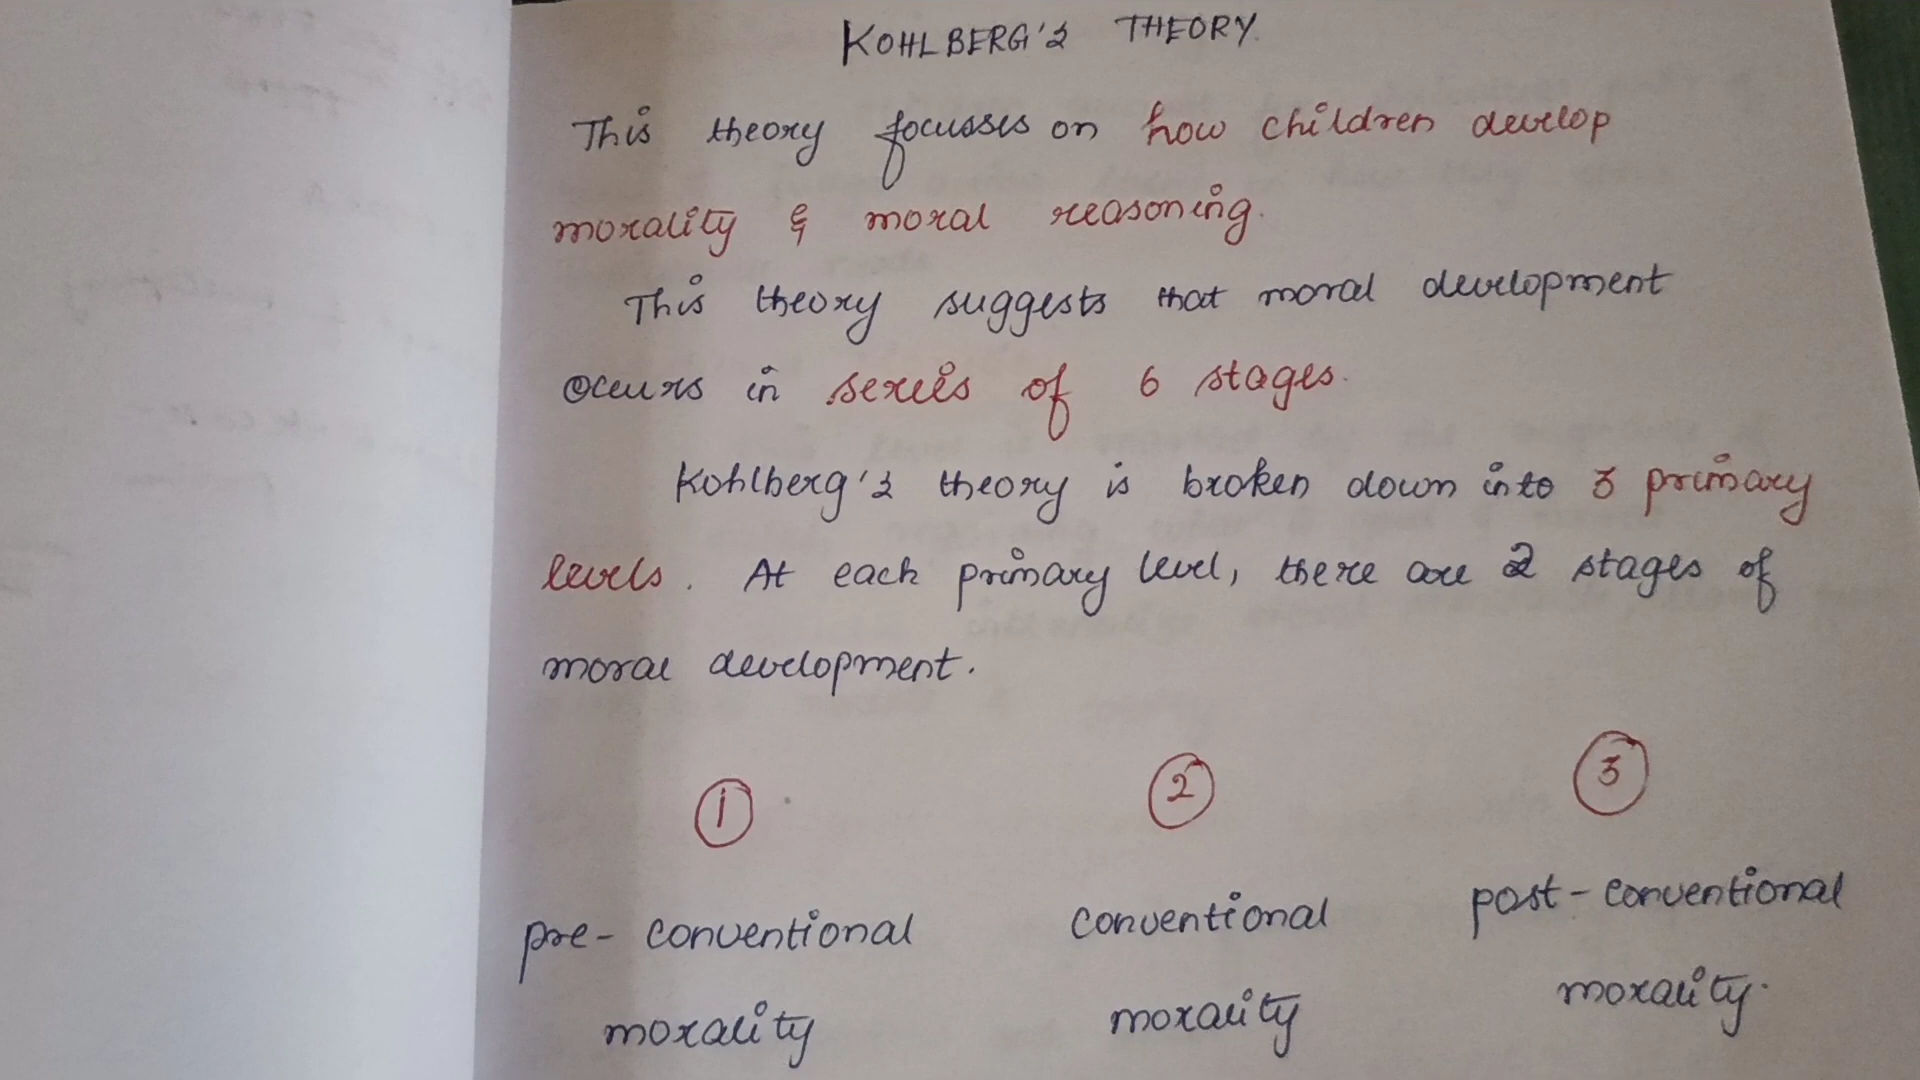 KOHLBERG'S THEORY.
This theory focusses on how children develop
morality & moral reasoning.
This theory suggests that moral development
occurs in series of 6 stages.
Kohlberg's theory is broken down into 3 primary
levels. At each primary level, there are 2 stages of
moral development.
1 2 3
pre-conventional conventional post-conventional
morality morality morality.